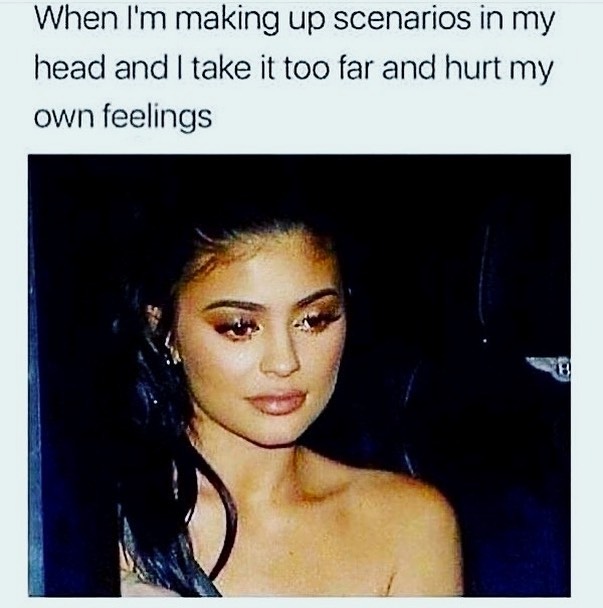 When I'm making up scenarios in my
head and I take it too far and hurt my
own feelings
B